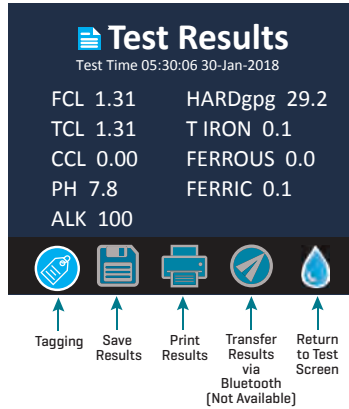 Test Results
Test Time 05:30:06 30-Jan-2018
FCL 1.31
TCL 1.31
CCL 0.00
PH 7.8
ALK 100
HARDgpg 29.2
T IRON 0.1
FERROUS 0.0
FERRIC 0.1
Tagging
Save
Results
Print
Results
Transfer
Results
via
Bluetooth
(Not Available)
Return
to Test
Screen